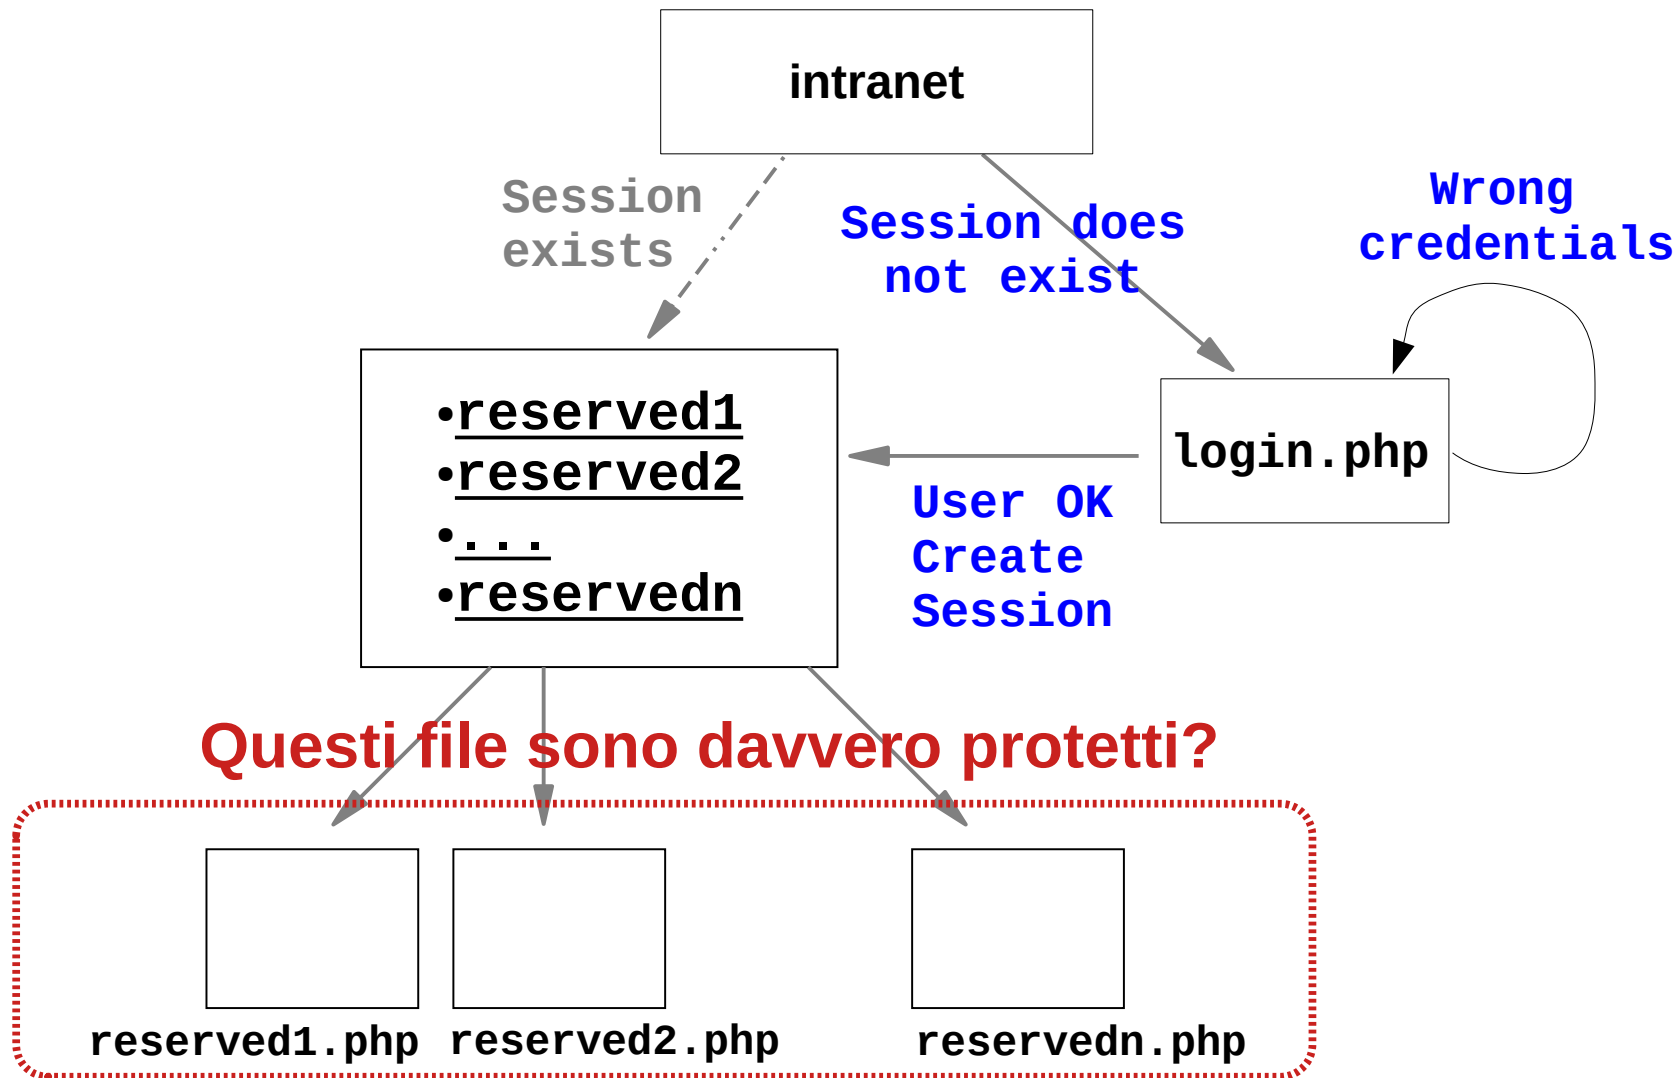 intranet
Session
exists
Session does
not exist
Wrong
credentials
•reserved1
•reserved2
•...
•reservedn
login.php
User OK
Create
Session
Questi file sono davvero protetti?
reserved1.php
reserved2.php
reservedn.php